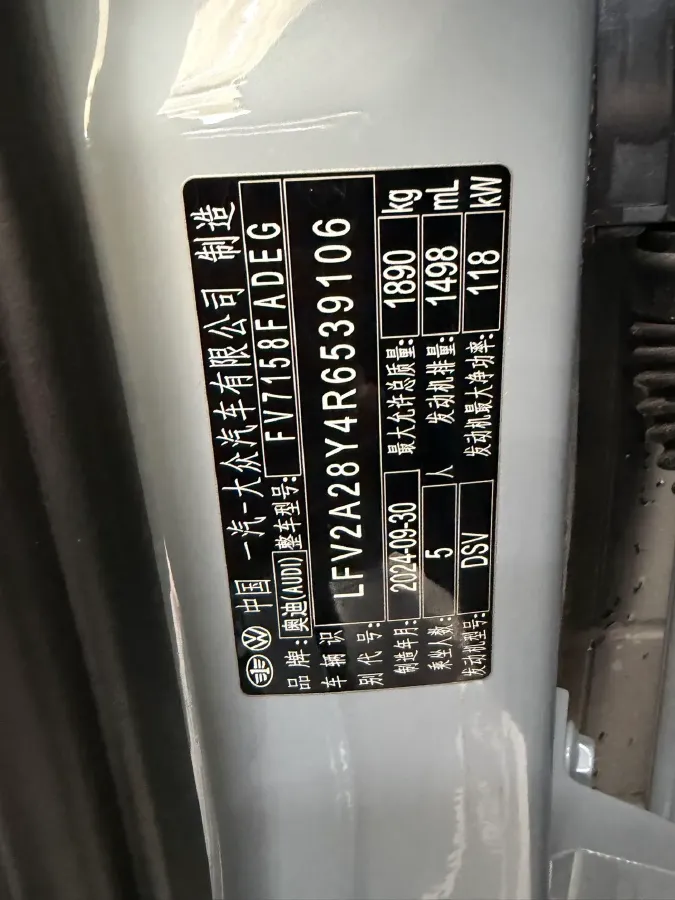 中国 一汽-大众汽车有限公司 制造
品牌:奥迪(AUDI) 整车型号: FV7158FADEG
车辆识别代号: LFV2A28Y4R6539106
制造年月: 2024-09-30 最大允许总质量: 1890 kg
乘坐人数: 5 人 发动机排量: 1498 mL
发动机型号: DSV 发动机最大净功率: 118 kW